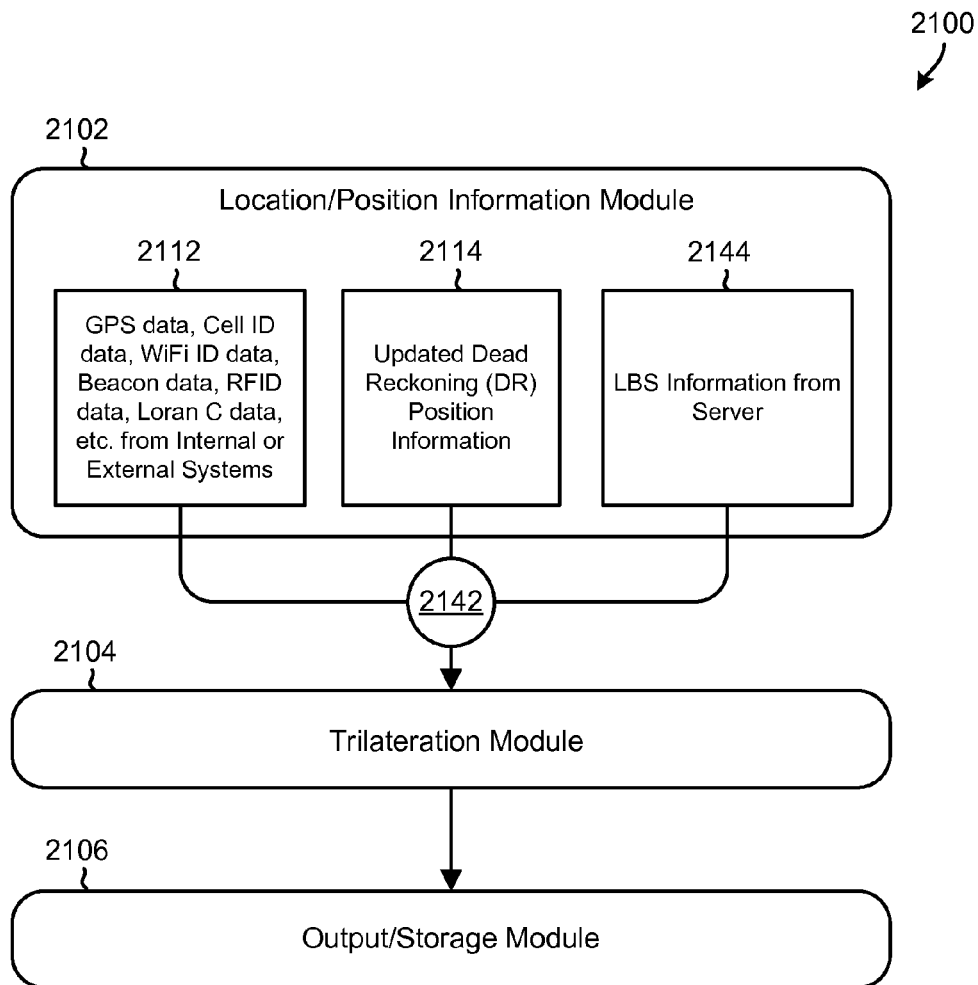 2100
2102
Location/Position Information Module
2112
2114
2144
GPS data, Cell ID
data, WiFi ID data,
Beacon data, RFID
data, Loran C data,
etc. from Internal or
External Systems
Updated Dead
Reckoning (DR)
Position
Information
LBS Information from
Server
2142
2104
Trilateration Module
2106
Output/Storage Module